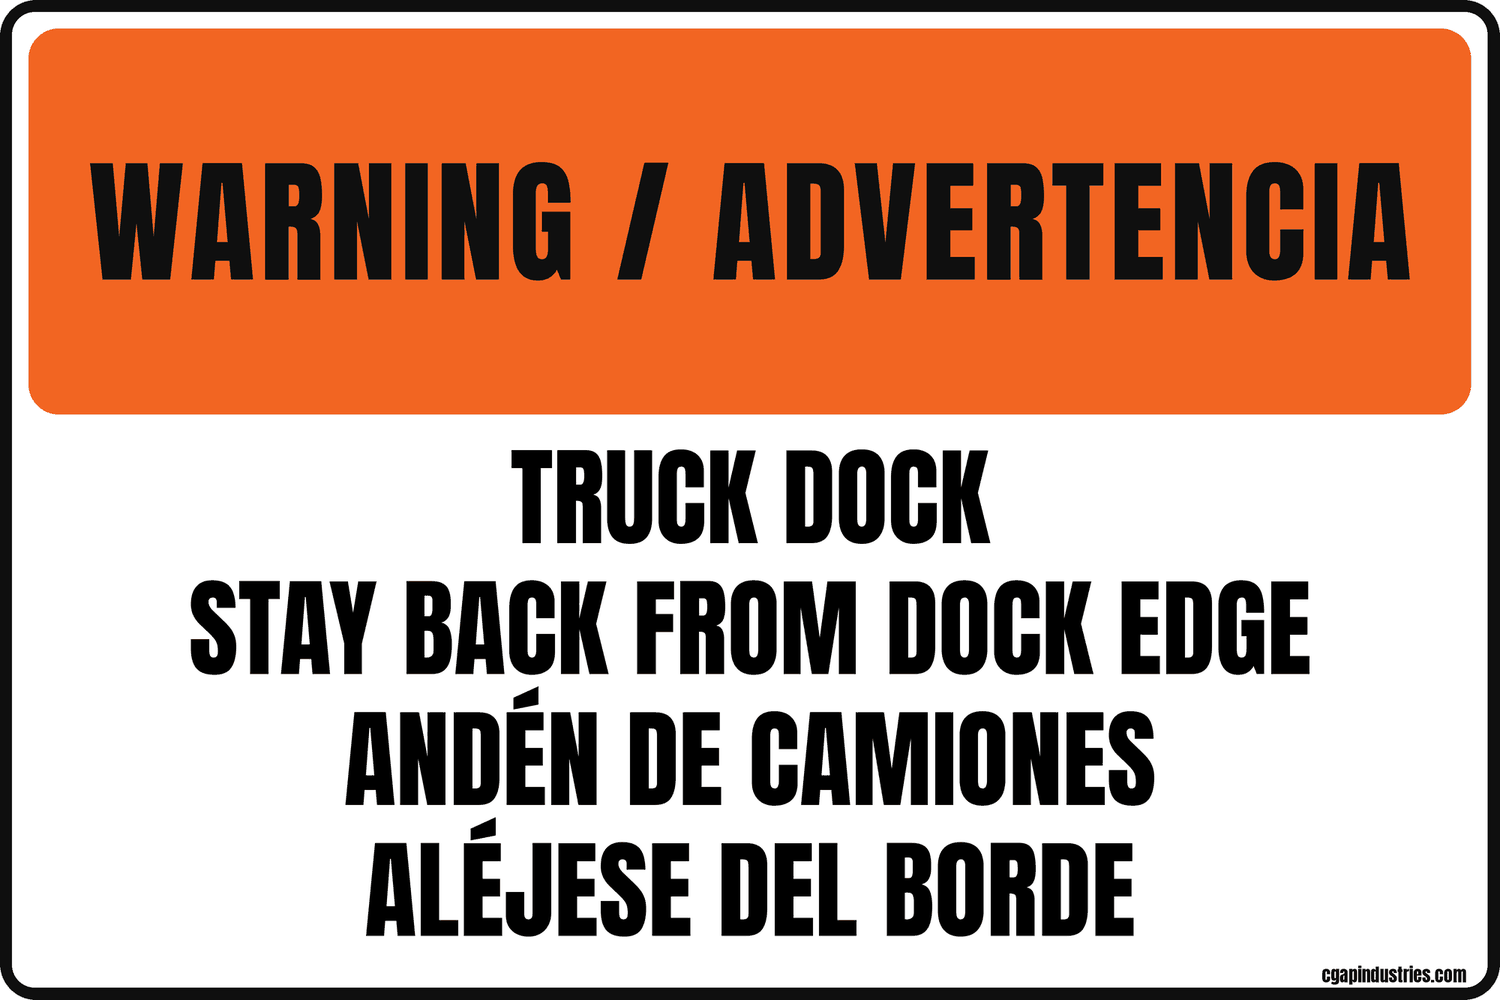 WARNING / ADVERTENCIA
TRUCK DOCK
STAY BACK FROM DOCK EDGE
ANDÉN DE CAMIONES
ALÉJESE DEL BORDE
cgapindustries.com